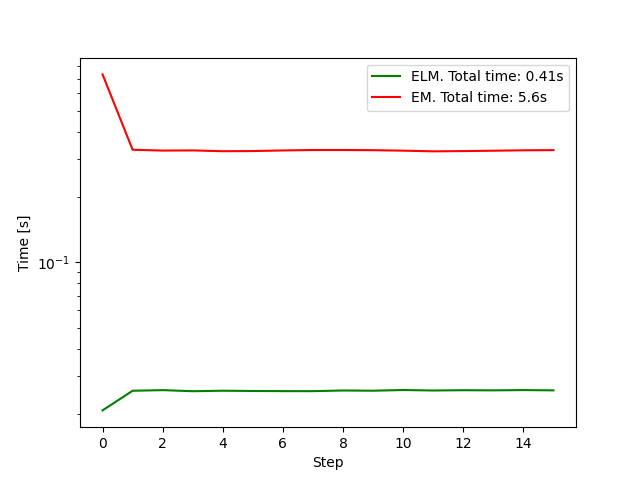 ELM. Total time: 0.41s
EM. Total time: 5.6s
Time [s]
10⁻¹
0 2 4 6 8 10 12 14
Step